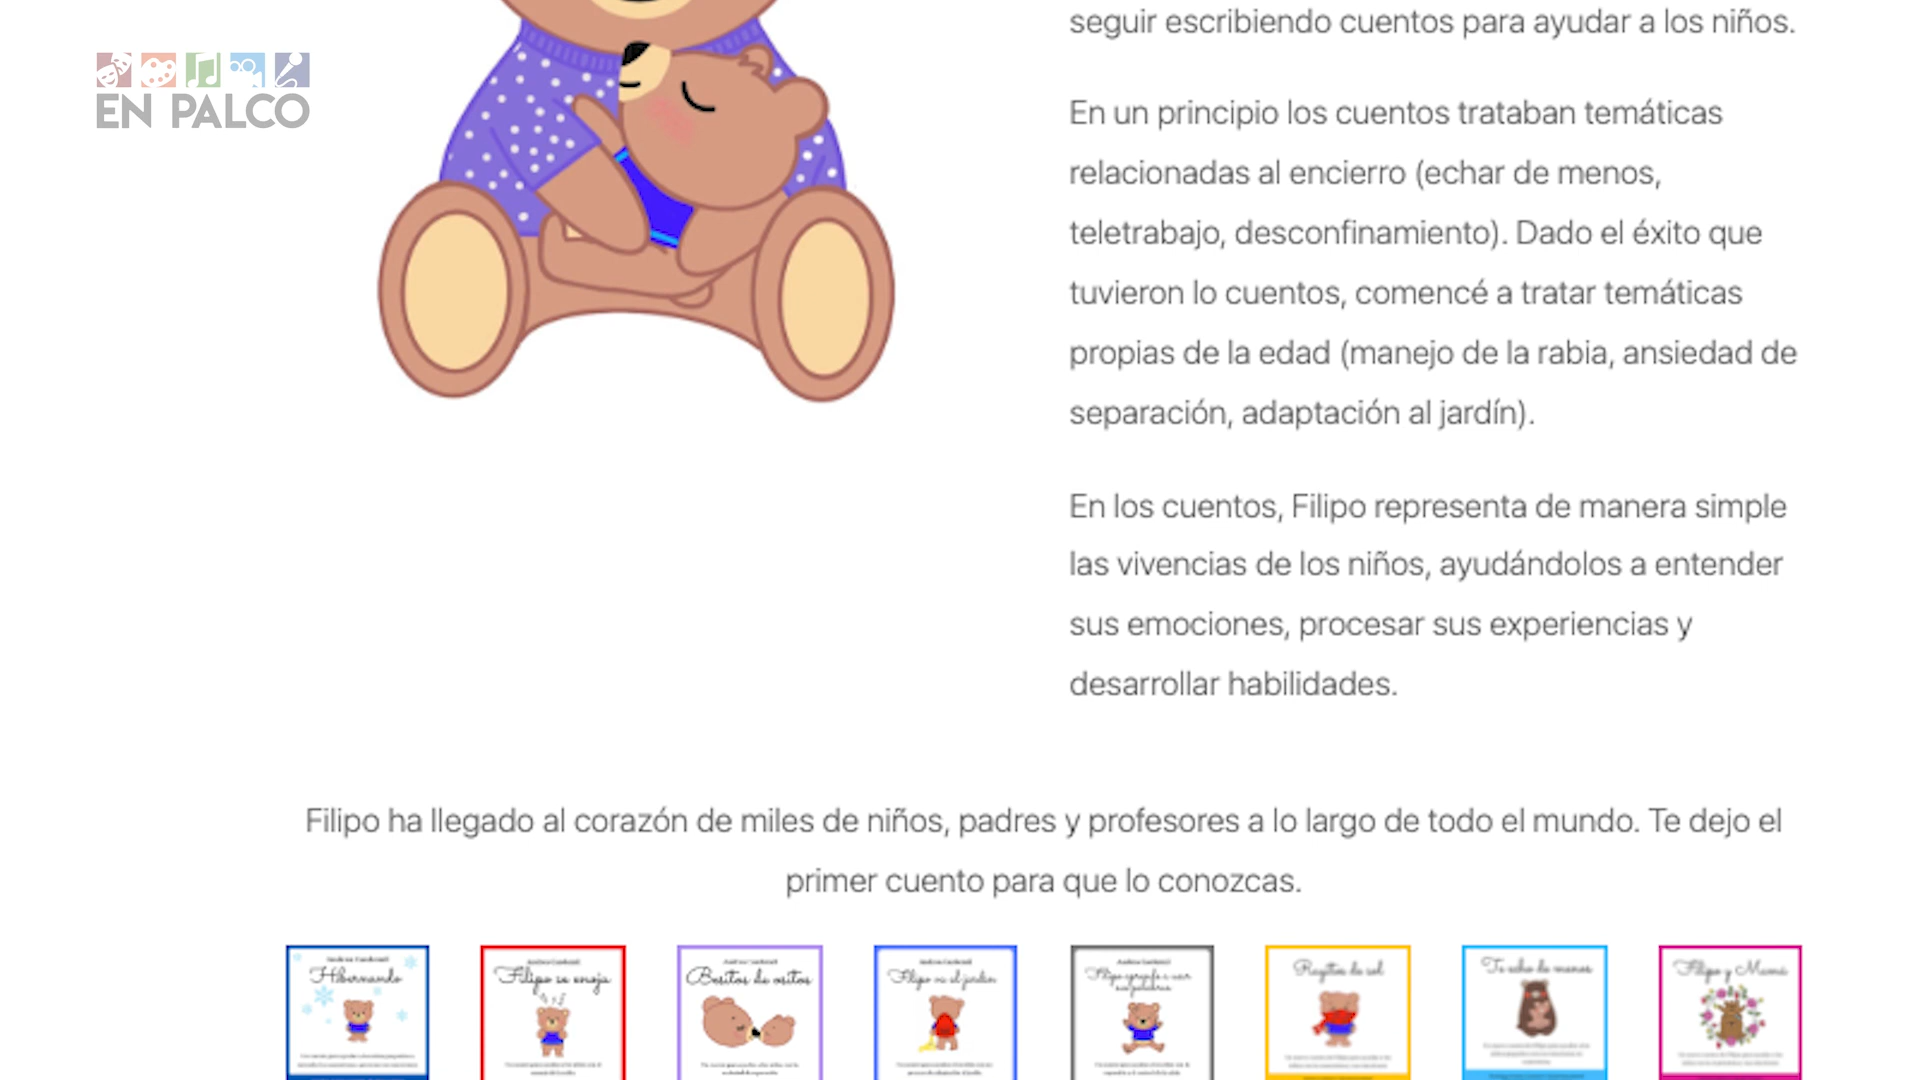 EN PALCO
seguir escribiendo cuentos para ayudar a los niños.
En un principio los cuentos trataban temáticas
relacionadas al encierro (echar de menos,
teletrabajo, desconfinamiento). Dado el éxito que
tuvieron lo cuentos, comencé a tratar temáticas
propias de la edad (manejo de la rabia, ansiedad de
separación, adaptación al jardín).
En los cuentos, Filipo representa de manera simple
las vivencias de los niños, ayudándolos a entender
sus emociones, procesar sus experiencias y
desarrollar habilidades.
Filipo ha llegado al corazón de miles de niños, padres y profesores a lo largo de todo el mundo. Te dejo el
primer cuento para que lo conozcas.
Hibernando
Filipo se enoja
Besitos de ositos
Filipo va al jardín
Filipo aprende a usar
sus palabras
Rayitos de sol
Te echo de menos
Filipo y Mamá